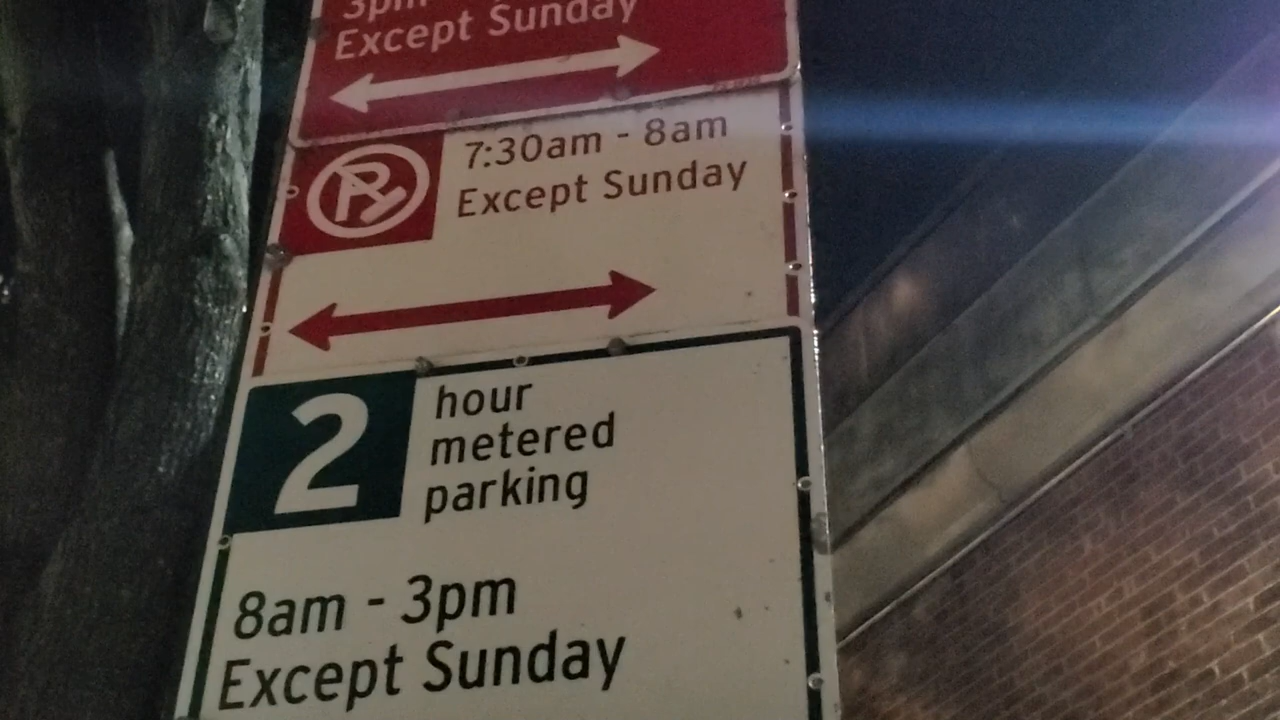 3pm
Except Sunday
7:30am - 8am
Except Sunday
2
hour
metered
parking
8am - 3pm
Except Sunday